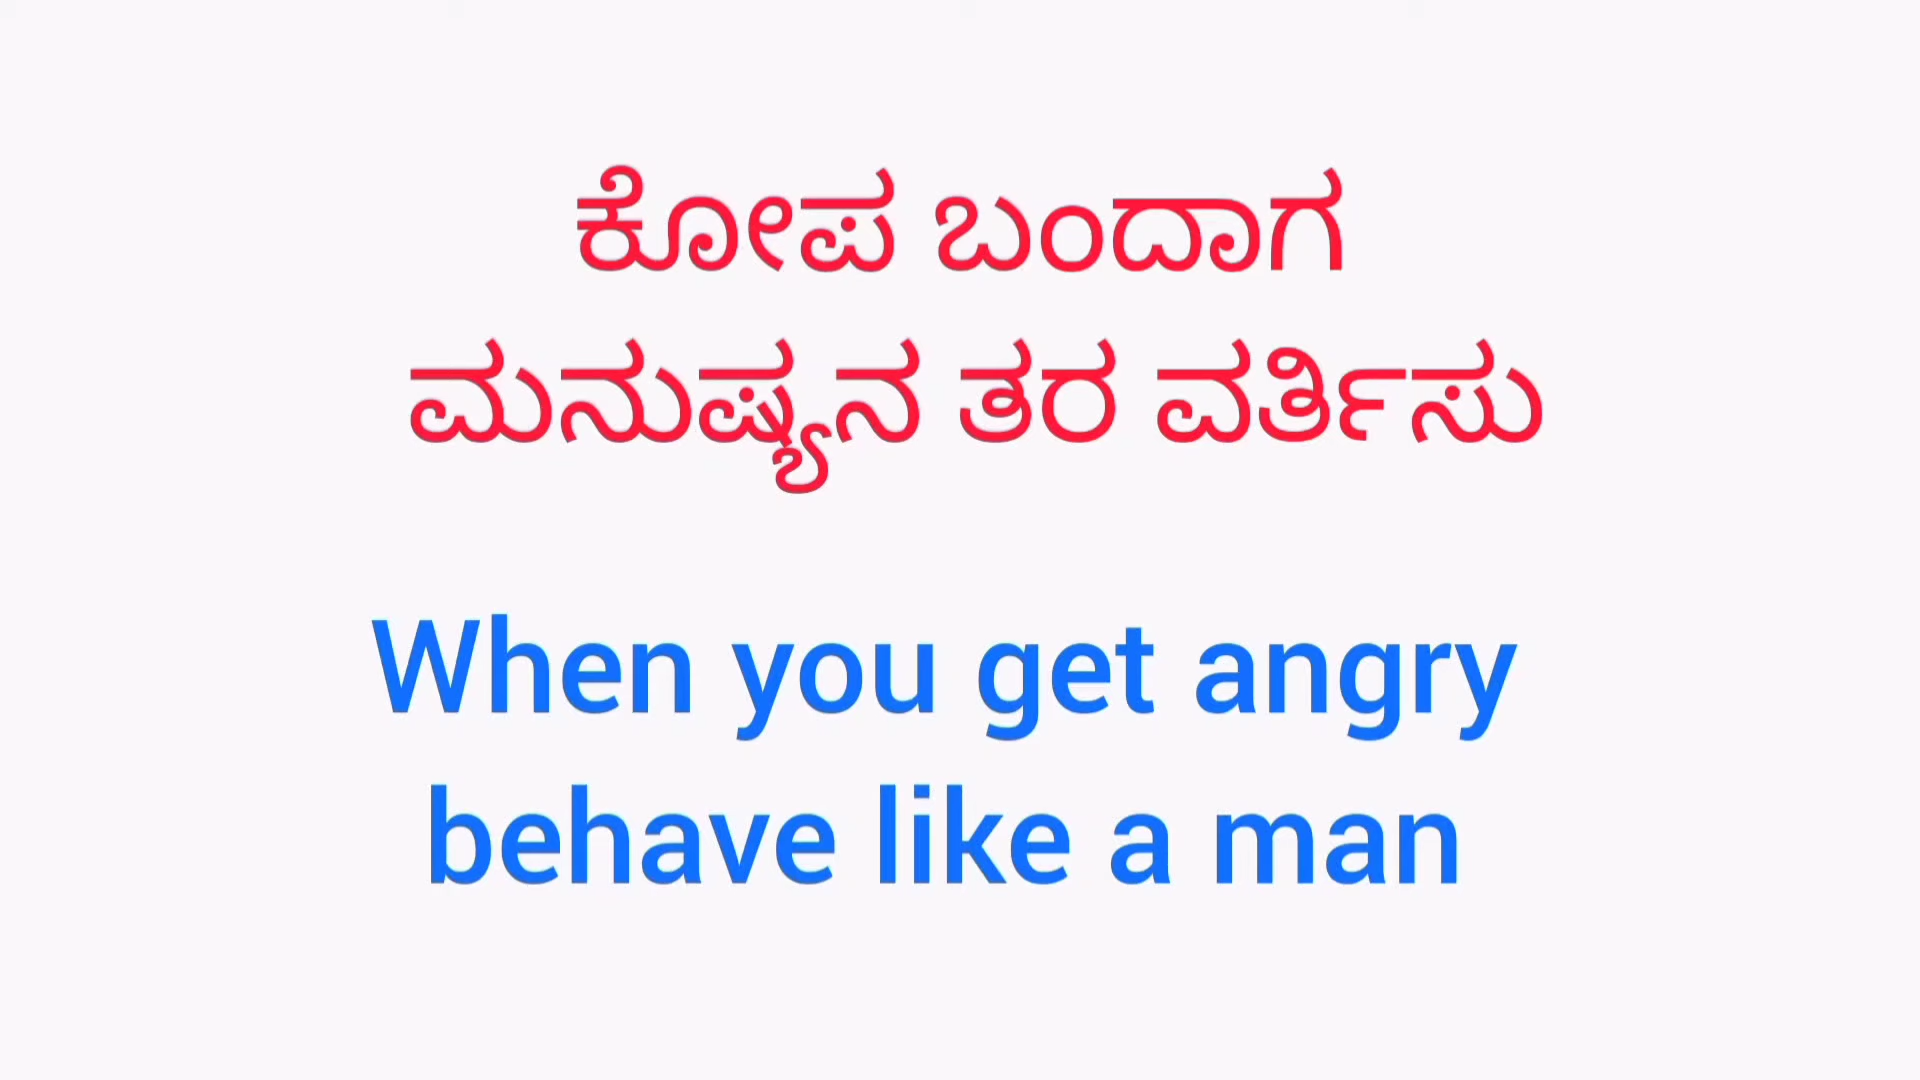 ಕೋಪ ಬಂದಾಗ
ಮನುಷ್ಯನ ತರ ವರ್ತಿಸು
When you get angry
behave like a man